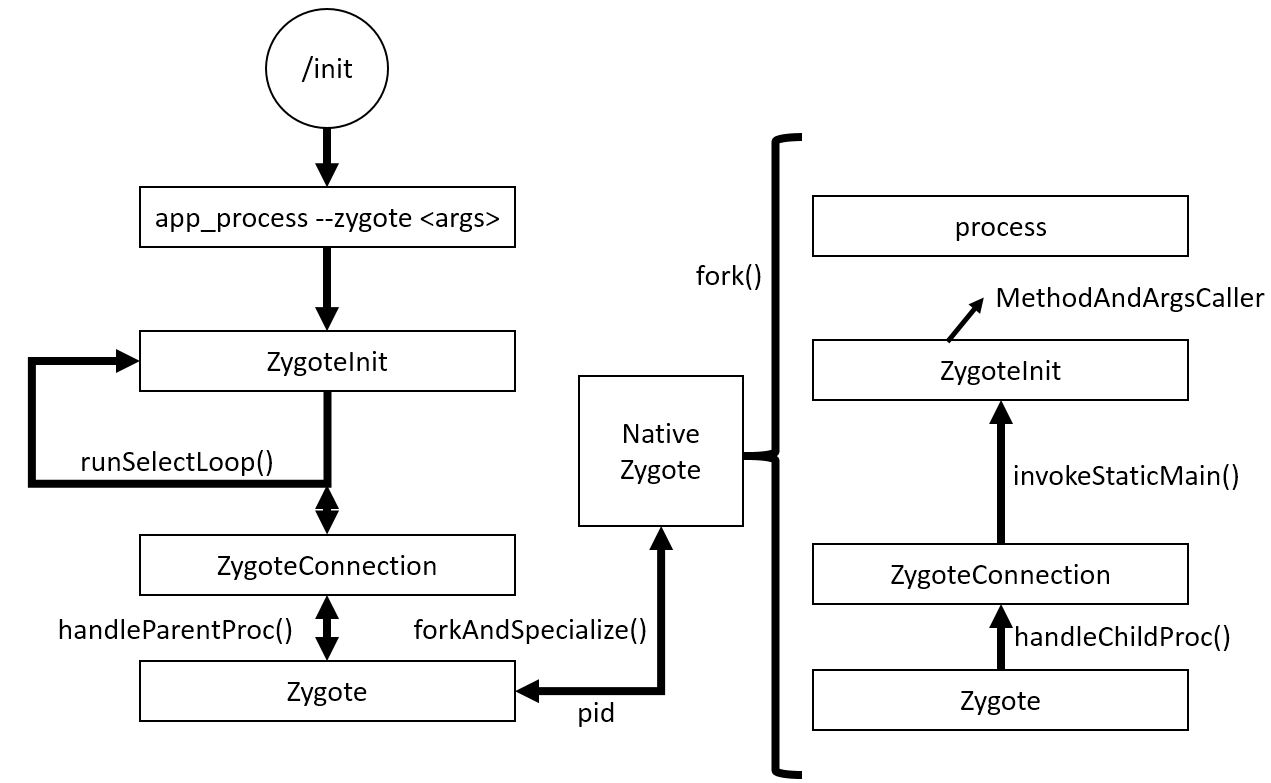 /init
app_process --zygote <args>
ZygoteInit
runSelectLoop()
ZygoteConnection
handleParentProc()
forkAndSpecialize()
Zygote
pid
Native
Zygote
fork()
process
MethodAndArgsCaller
ZygoteInit
invokeStaticMain()
ZygoteConnection
handleChildProc()
Zygote